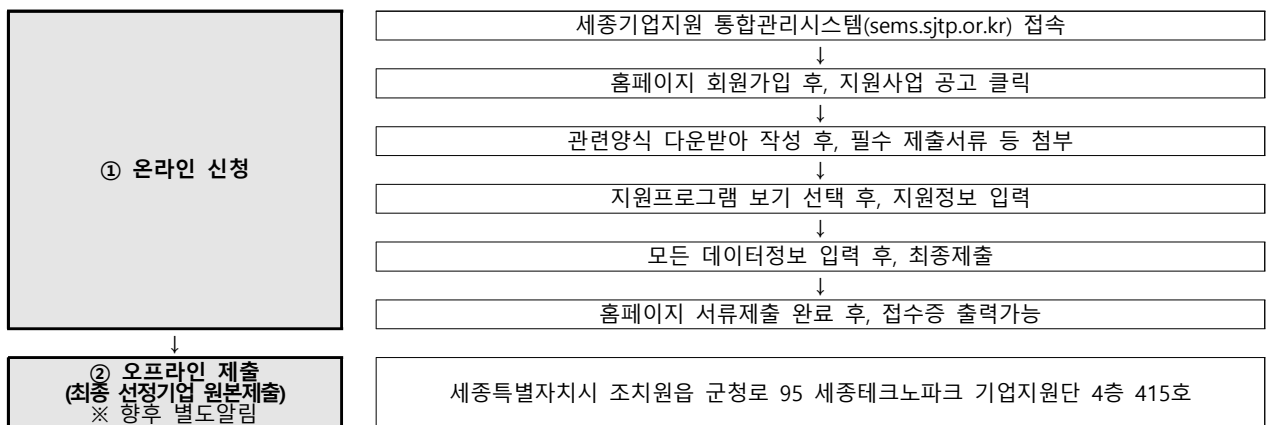 세종기업지원 통합관리시스템(sems.sjtp.or.kr) 접속
↓
홈페이지 회원가입 후, 지원사업 공고 클릭
↓
관련양식 다운받아 작성 후, 필수 제출서류 등 첨부
① 온라인 신청
↓
지원프로그램 보기 선택 후, 지원정보 입력
↓
모든 데이터정보 입력 후, 최종제출
↓
홈페이지 서류제출 완료 후, 접수증 출력가능
↓
② 오프라인 제출
(최종 선정기업 원본제출)
※ 향후 별도알림
세종특별자치시 조치원읍 군청로 95 세종테크노파크 기업지원단 4층 415호